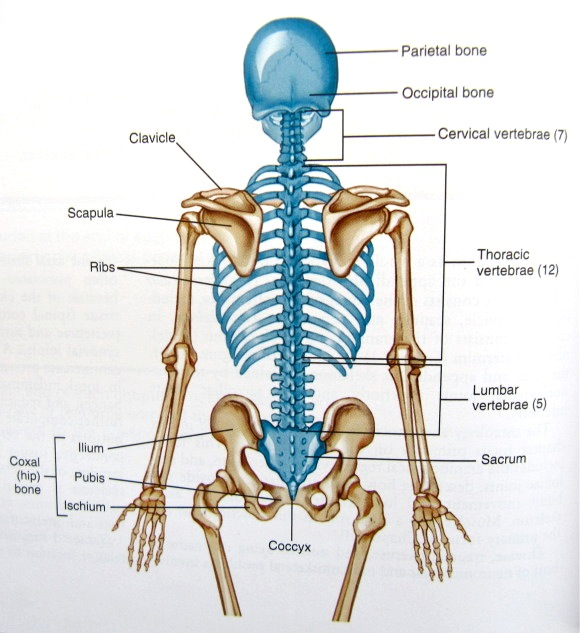 Parietal bone
Occipital bone
Cervical vertebrae (7)
Clavicle
Scapula
Ribs
Thoracic
vertebrae (12)
Lumbar
vertebrae (5)
Coxal
(hip)
bone
Ilium
Pubis
Ischium
Sacrum
Coccyx